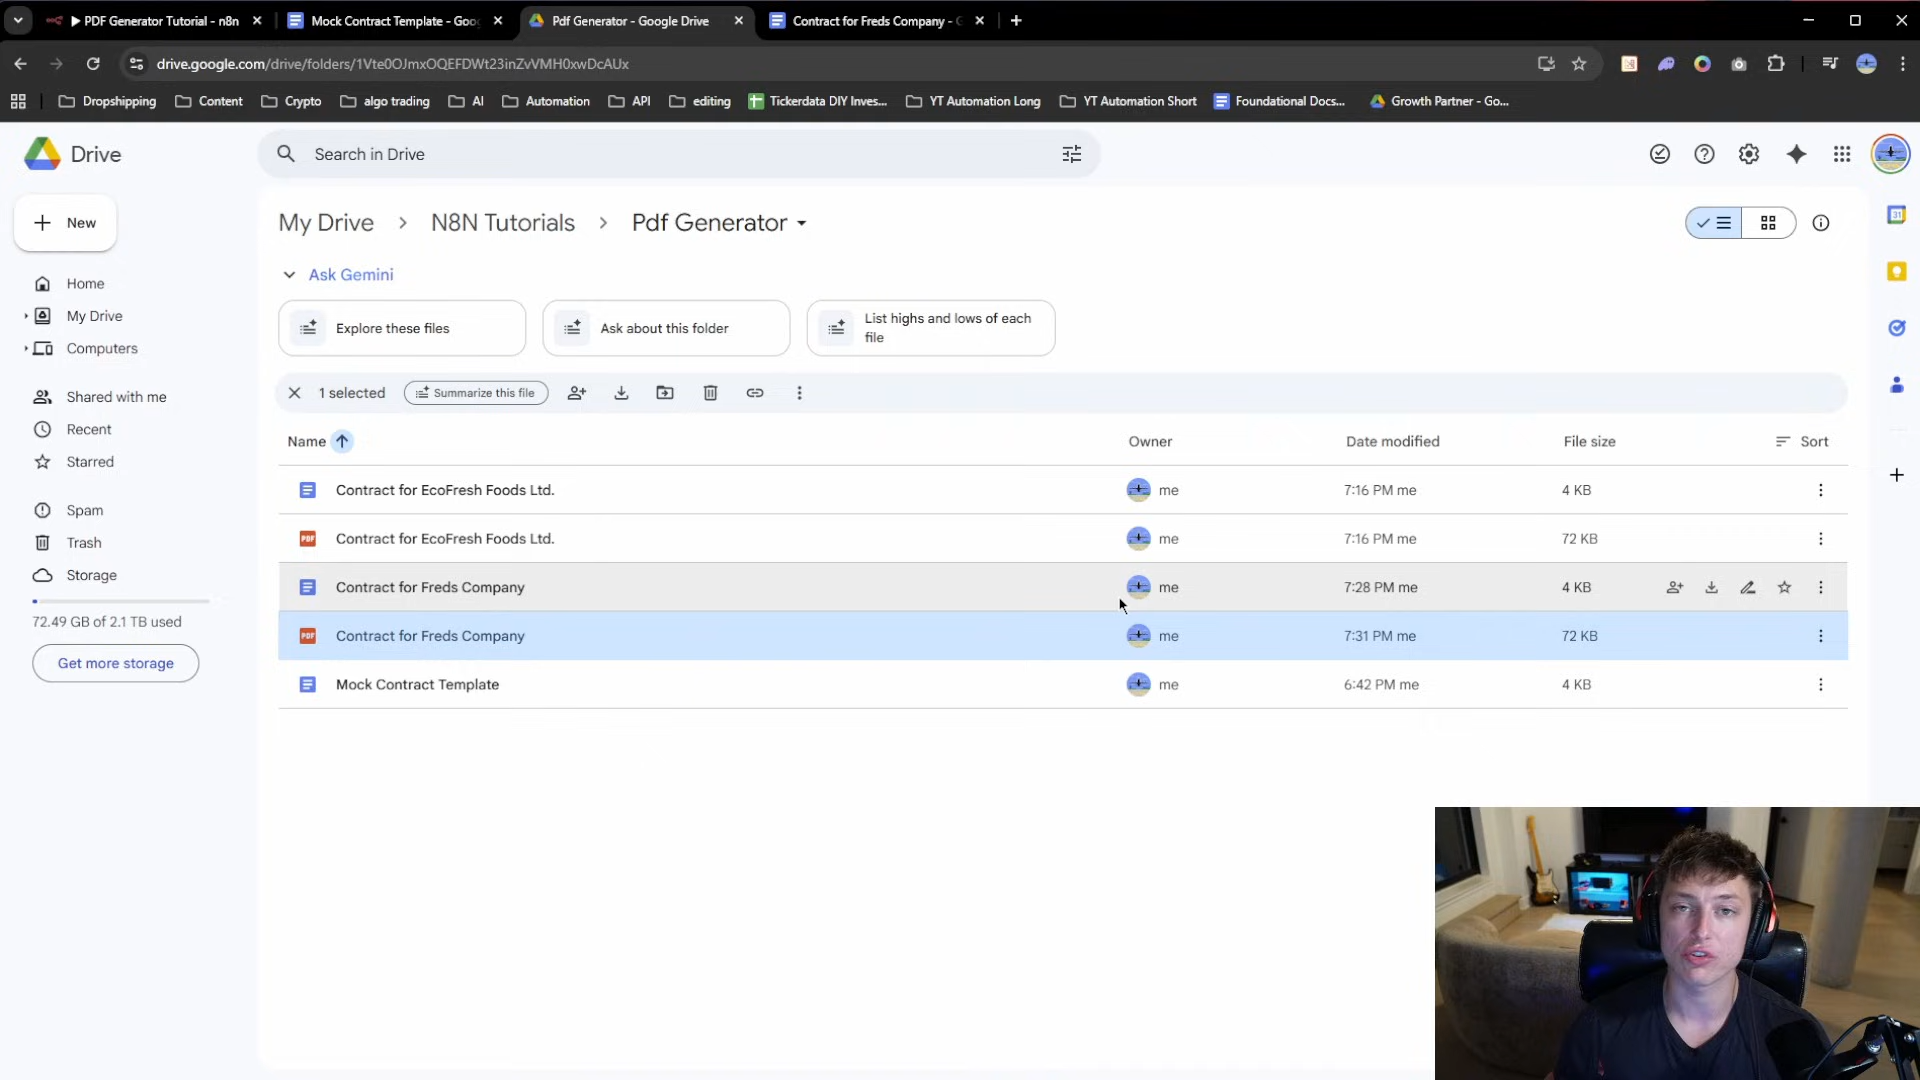 PDF Generator Tutorial - n8n
Mock Contract Template - Goo
Pdf Generator - Google Drive
Contract for Freds Company - G
drive.google.com/drive/folders/1Vte0OJmxOQEFDWt23inZvVMH0xwDcAUx
Dropshipping
Content
Crypto
algo trading
AI
Automation
API
editing
Tickerdata DIY Inves...
YT Automation Long
YT Automation Short
Foundational Docs...
Growth Partner - Go...
Drive
Search in Drive
New
My Drive > N8N Tutorials > Pdf Generator
Ask Gemini
Home
My Drive
Computers
Explore these files
Ask about this folder
List highs and lows of each
file
Shared with me
Recent
Starred
1 selected
Summarize this file
Spam
Trash
Storage
72.49 GB of 2.1 TB used
Get more storage
Name
Owner
Date modified
File size
Sort
Contract for EcoFresh Foods Ltd.
me
7:16 PM me
4 KB
PDF
Contract for EcoFresh Foods Ltd.
me
7:16 PM me
72 KB
Contract for Freds Company
me
7:28 PM me
4 KB
PDF
Contract for Freds Company
me
7:31 PM me
72 KB
Mock Contract Template
me
6:42 PM me
4 KB
31